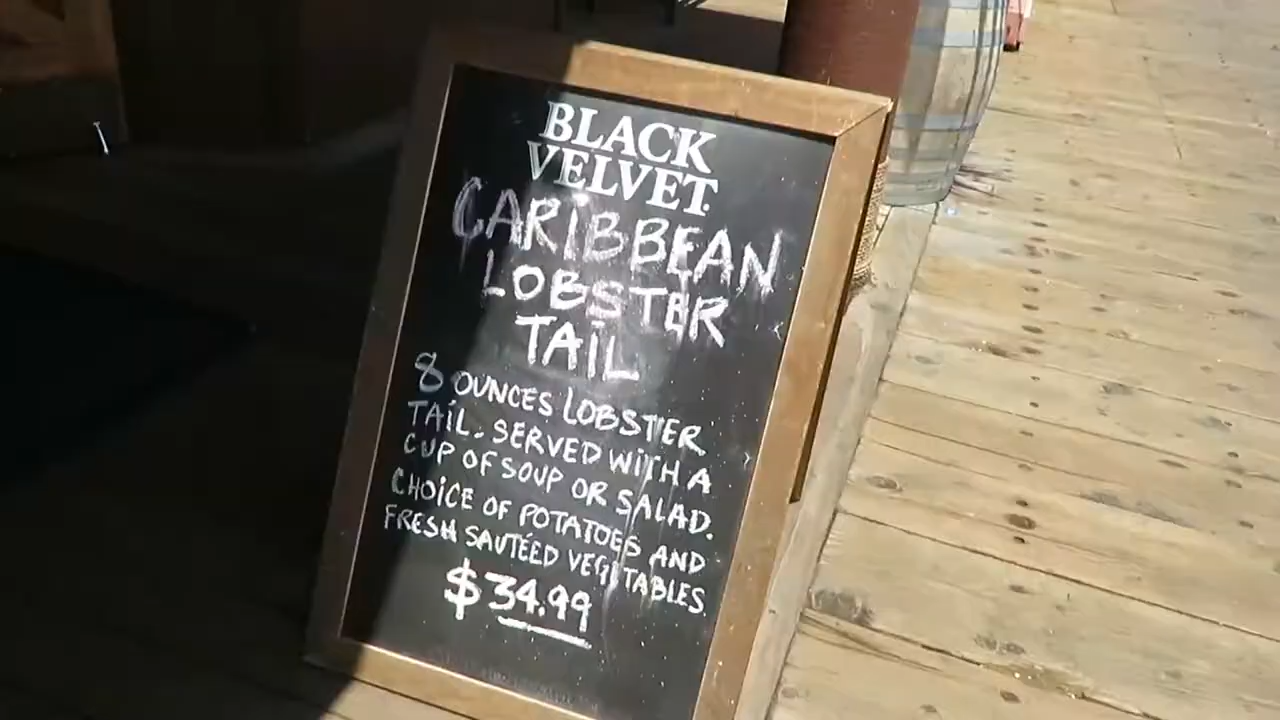 BLACK
VELVET.
CARIBBEAN
LOBSTER
TAIL
8 OUNCES LOBSTER
TAIL. SERVED WITH A
CUP OF SOUP OR SALAD.
CHOICE OF POTATOES AND
FRESH SAUTÉED VEGETABLES
$34.99